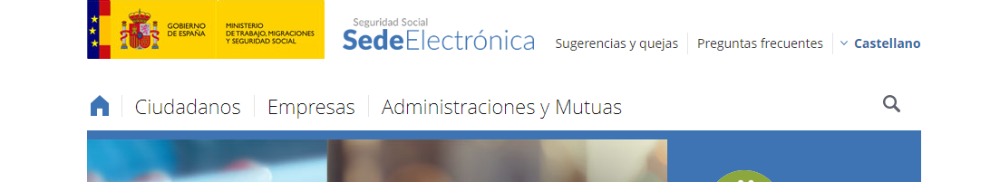 GOBIERNO
DE ESPAÑA
MINISTERIO
DE TRABAJO, MIGRACIONES
Y SEGURIDAD SOCIAL
Seguridad Social
SedeElectrónica
Sugerencias y quejas
Preguntas frecuentes
Castellano
Ciudadanos
Empresas
Administraciones y Mutuas